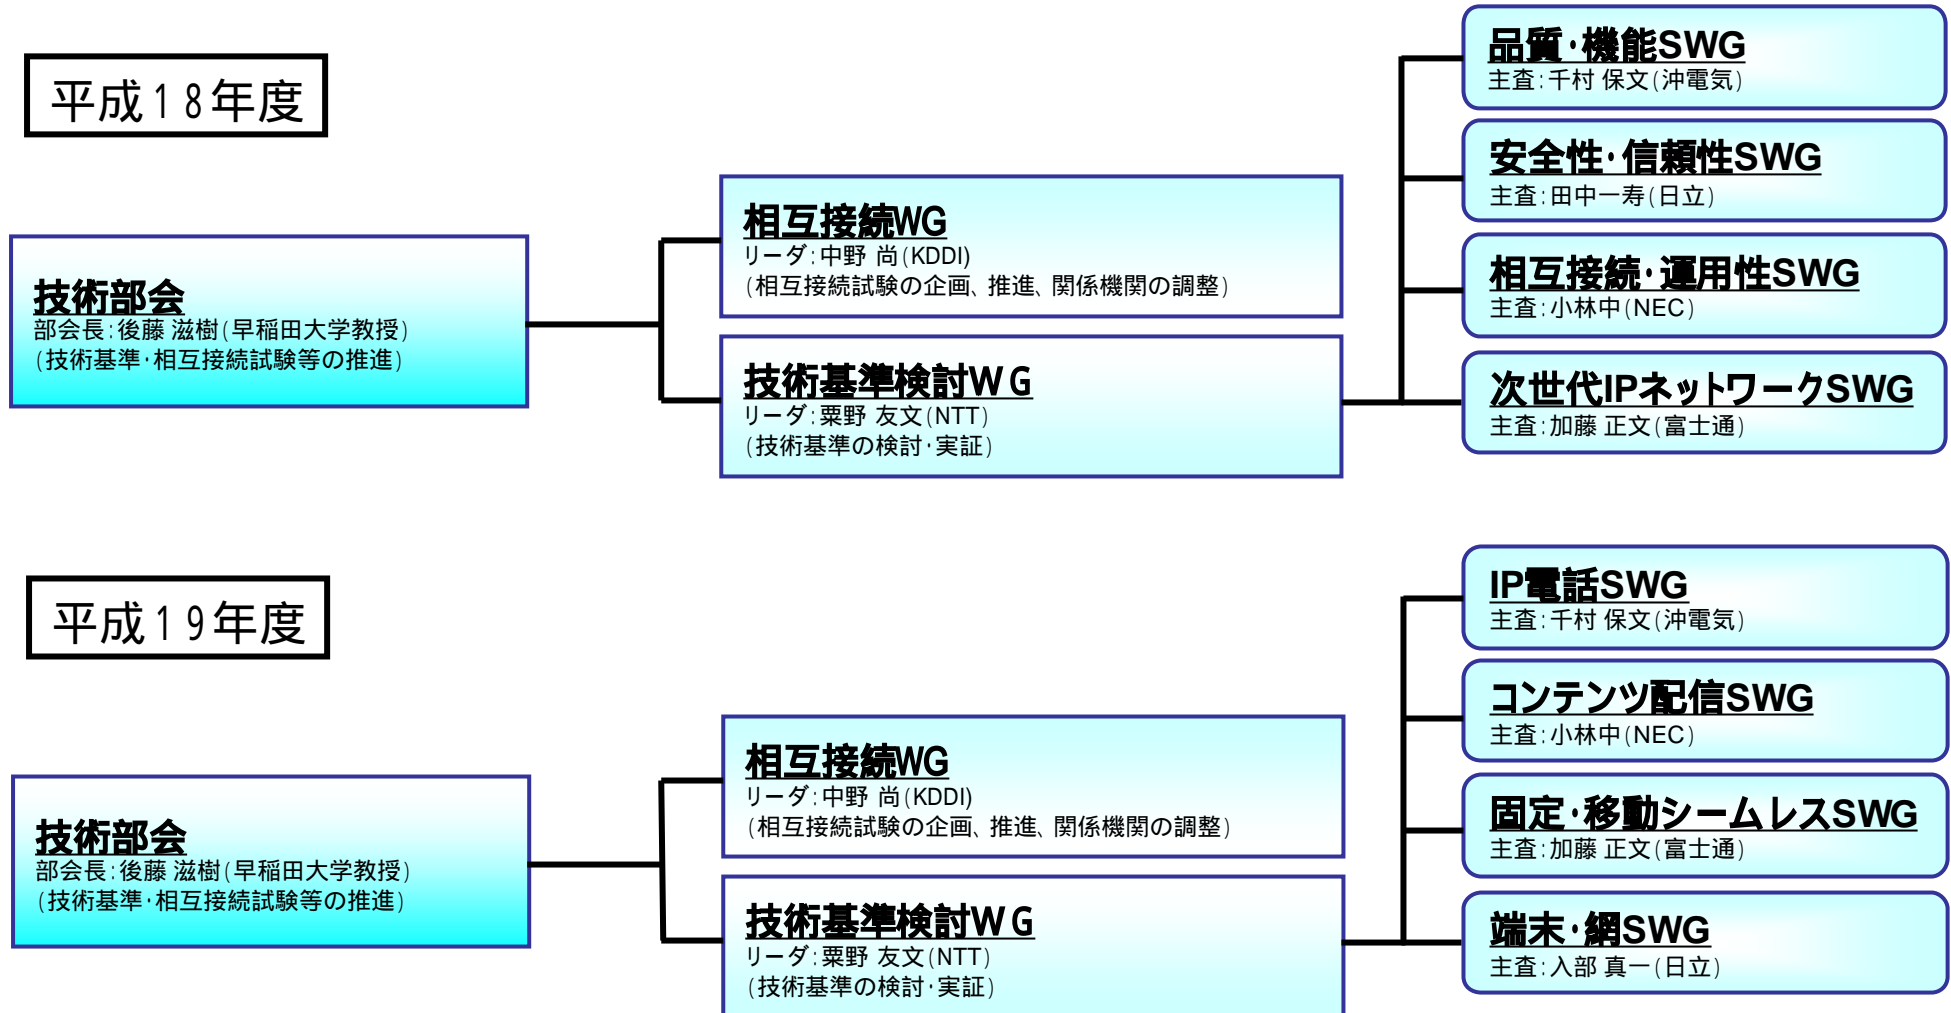 平成18年度
技術部会
部会長:後藤 滋樹(早稲田大学教授)
(技術基準・相互接続試験等の推進)
相互接続WG
リーダ:中野 尚(KDDI)
(相互接続試験の企画、推進、関係機関の調整)
技術基準検討WG
リーダ:粟野 友文(NTT)
(技術基準の検討・実証)
品質・機能SWG
主査:千村 保文(沖電気)
安全性・信頼性SWG
主査:田中一寿(日立)
相互接続・運用性SWG
主査:小林中(NEC)
次世代IPネットワークSWG
主査:加藤 正文(富士通)
平成19年度
技術部会
部会長:後藤 滋樹(早稲田大学教授)
(技術基準・相互接続試験等の推進)
相互接続WG
リーダ:中野 尚(KDDI)
(相互接続試験の企画、推進、関係機関の調整)
技術基準検討WG
リーダ:粟野 友文(NTT)
(技術基準の検討・実証)
IP電話SWG
主査:千村 保文(沖電気)
コンテンツ配信SWG
主査:小林中(NEC)
固定・移動シームレスSWG
主査:加藤 正文(富士通)
端末・網SWG
主査:入部 真一(日立)